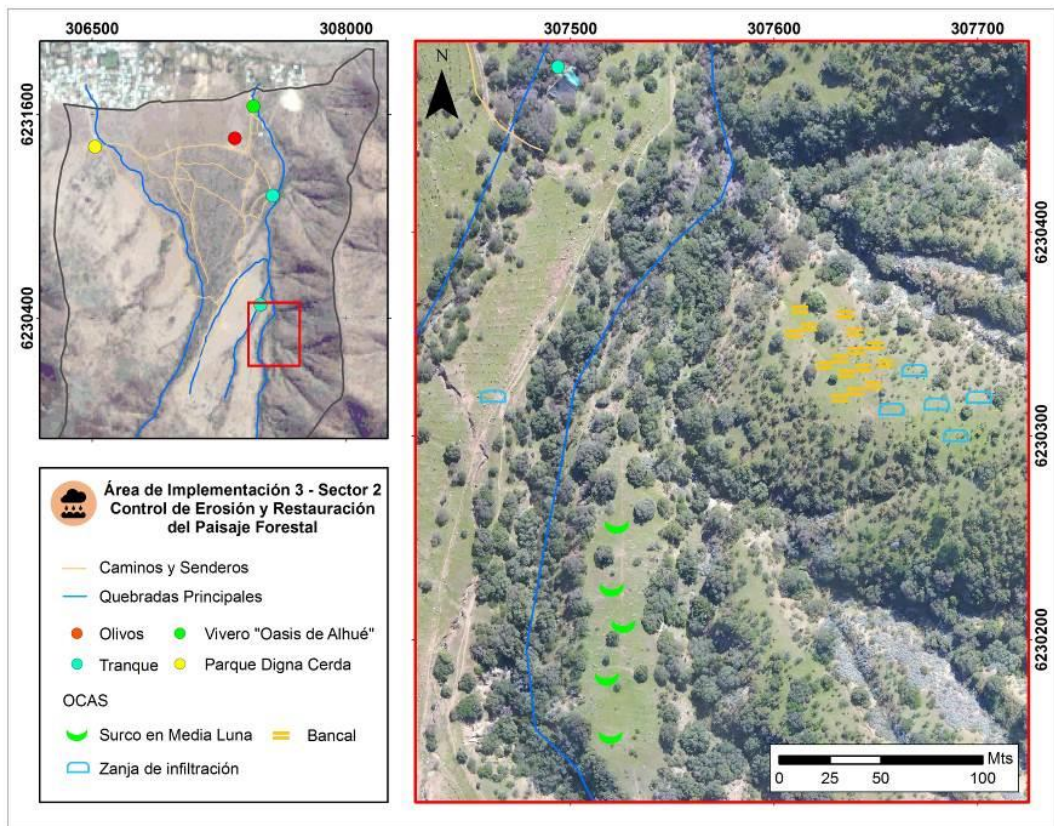 306500
308000
307500
307600
307700
6231600
6230400
N
6230400
6230300
6230200
Área de Implementación 3 - Sector 2
Control de Erosión y Restauración
del Paisaje Forestal
Caminos y Senderos
Quebradas Principales
Olivos
Vivero "Oasis de Alhué"
Tranque
Parque Digna Cerda
OCAS
Surco en Media Luna
Bancal
Zanja de infiltración
Mts
0
25
50
100